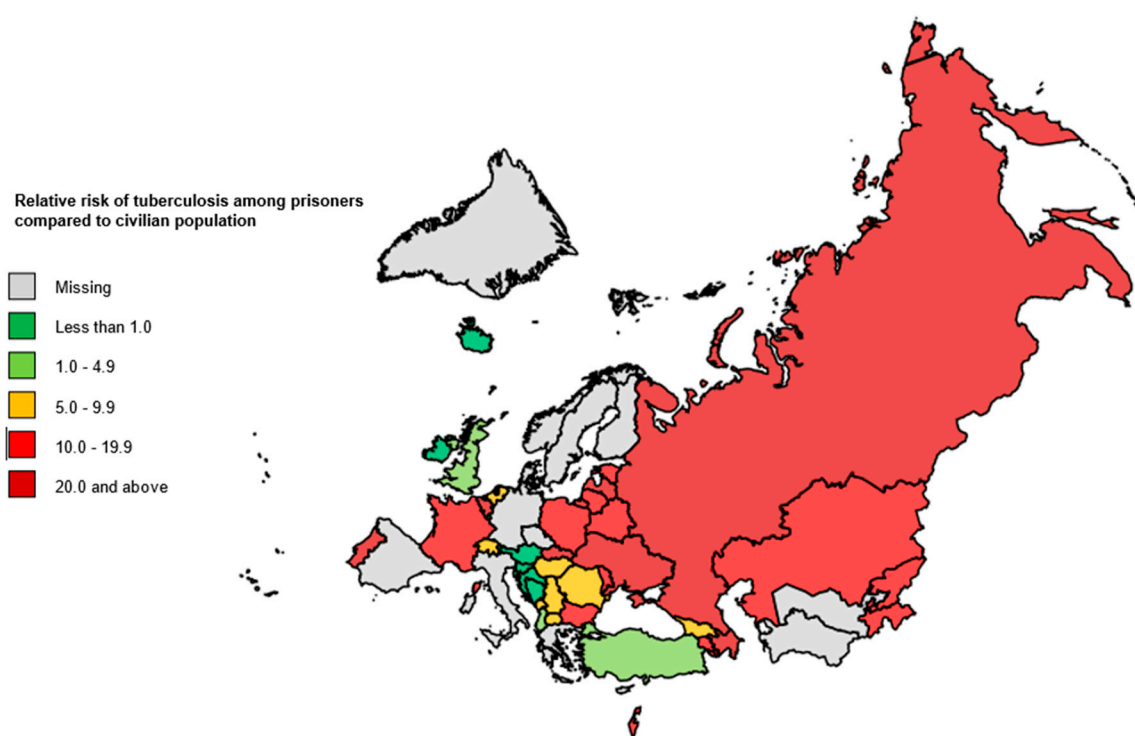 Relative risk of tuberculosis among prisoners
compared to civilian population
Missing
Less than 1.0
1.0 - 4.9
5.0 - 9.9
10.0 - 19.9
20.0 and above